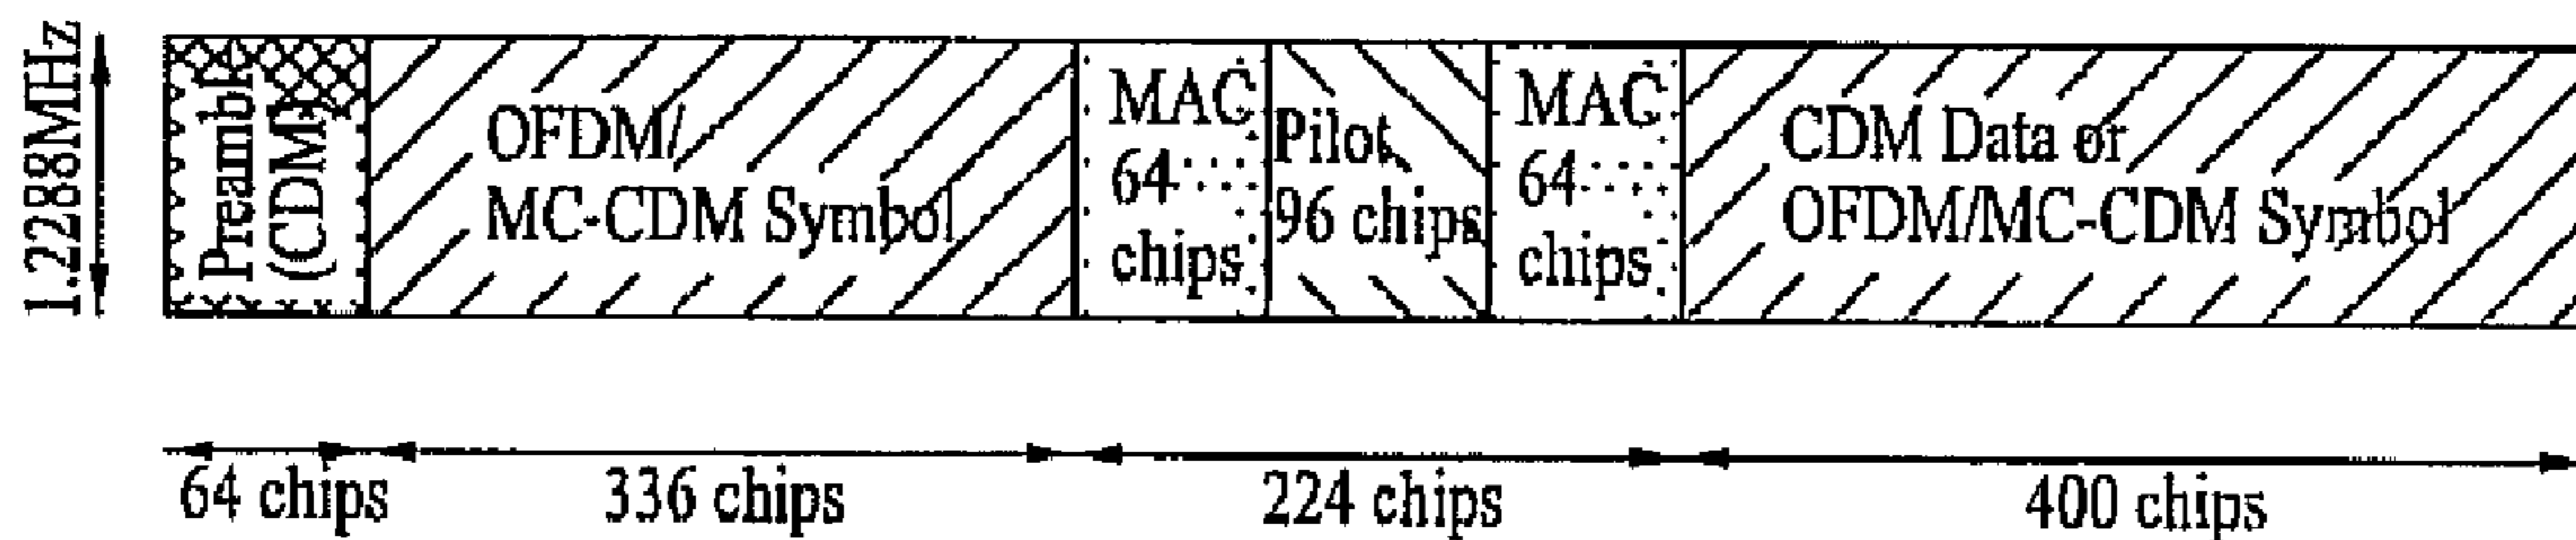 1.2288MHz
Preamble
(CDM)
OFDM/
MC-CDM Symbol
MAC
64
chips
Pilot
96 chips
MAC
64
chips
CDM Data or
OFDM/MC-CDM Symbol
64 chips
336 chips
224 chips
400 chips